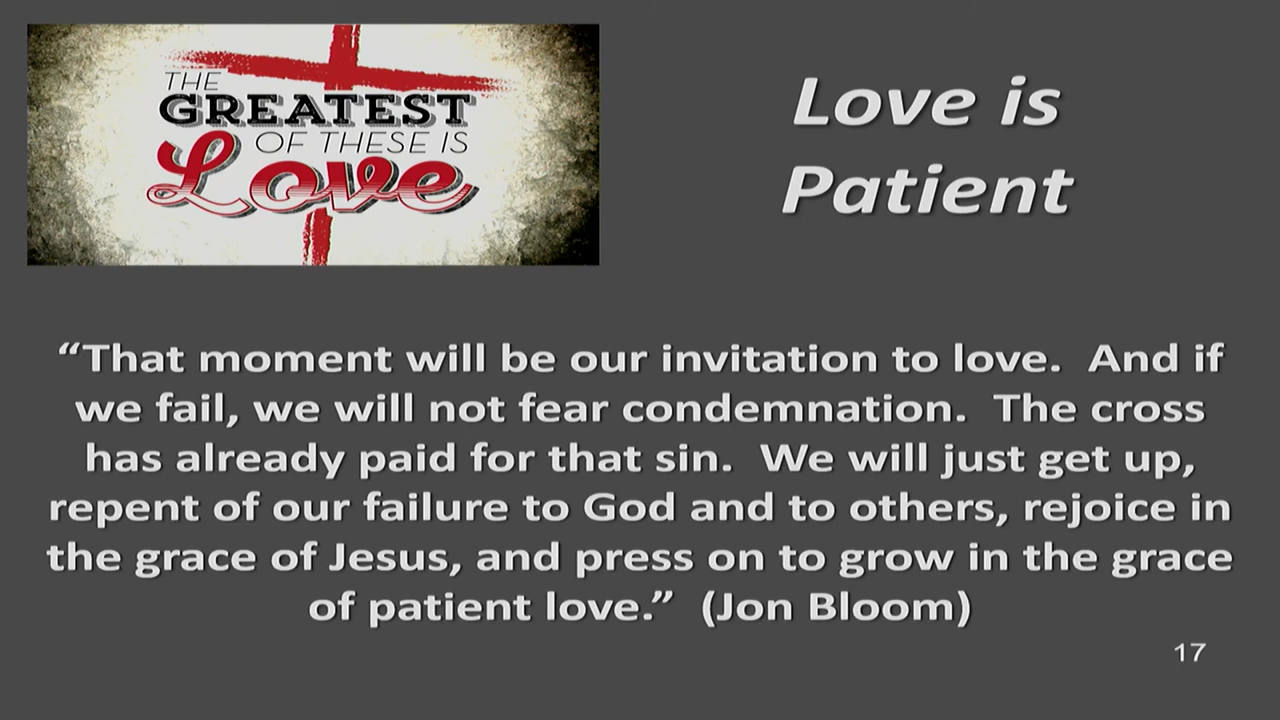 THE
GREATEST
OF THESE IS
Love
Love is
Patient
“That moment will be our invitation to love.  And if
we fail, we will not fear condemnation.  The cross
has already paid for that sin.  We will just get up,
repent of our failure to God and to others, rejoice in
the grace of Jesus, and press on to grow in the grace
of patient love.”  (Jon Bloom)
17